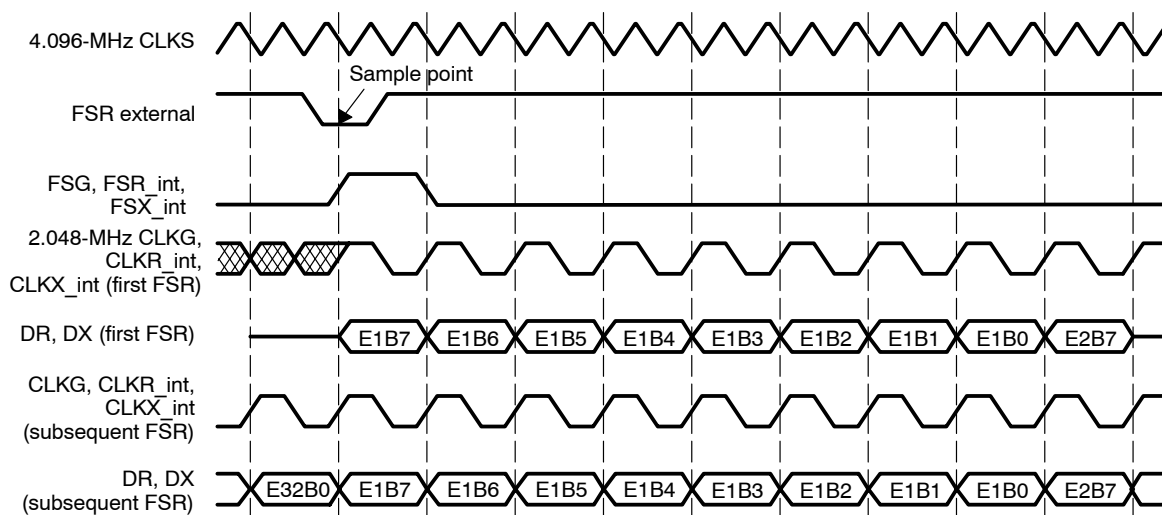 4.096-MHz CLKS
Sample point
FSR external
FSG, FSR_int,
FSX_int
2.048-MHz CLKG,
CLKR_int,
CLKX_int (first FSR)
DR, DX (first FSR)
E1B7 E1B6 E1B5 E1B4 E1B3 E1B2 E1B1 E1B0 E2B7
CLKG, CLKR_int,
CLKX_int
(subsequent FSR)
DR, DX
(subsequent FSR)
E32B0 E1B7 E1B6 E1B5 E1B4 E1B3 E1B2 E1B1 E1B0 E2B7